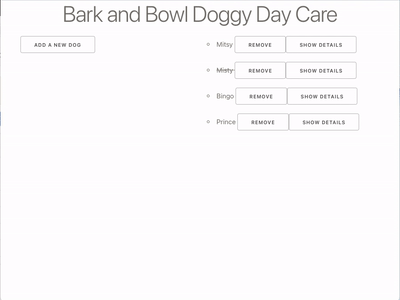 Bark and Bowl Doggy Day Care
ADD A NEW DOG
Mitsy REMOVE SHOW DETAILS
Misty REMOVE SHOW DETAILS
Bingo REMOVE SHOW DETAILS
Prince REMOVE SHOW DETAILS